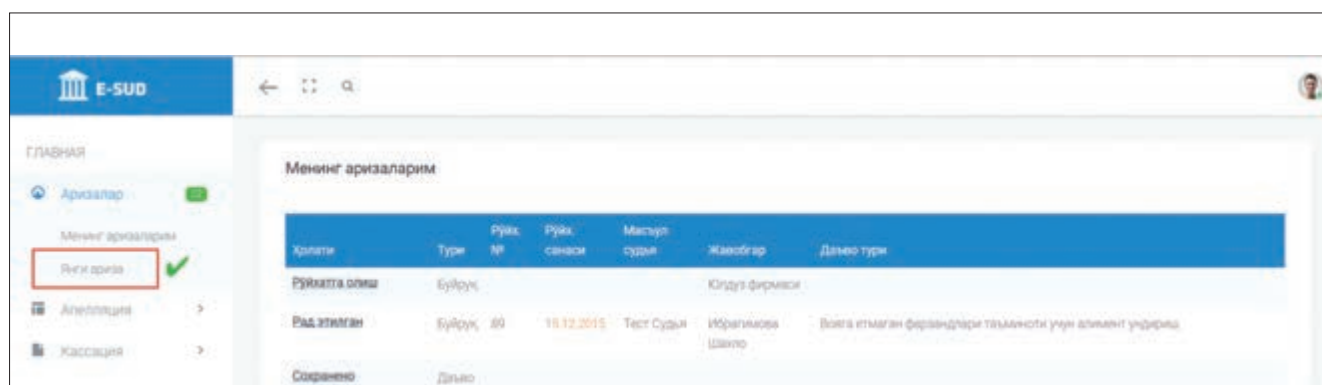 E-SUD
ГЛАВНАЯ
Аризалар
Менинг аризаларим
Янги ариза
Апелляция
Кассация
Менинг аризаларим
Ҳолати Тури Рўйх. № Рўйх. санаси Масъул судья Жавобгар Даъво тури
Рўйхатга олиш Буйруқ Юлдуз фирмаси
Рад этилган Буйруқ 89 15.12.2015 Тест Судья Ибрагимова Шахло Вояга етмаган фарзандлари таъминоти учун алимент ундириш
Сохранено Даъво